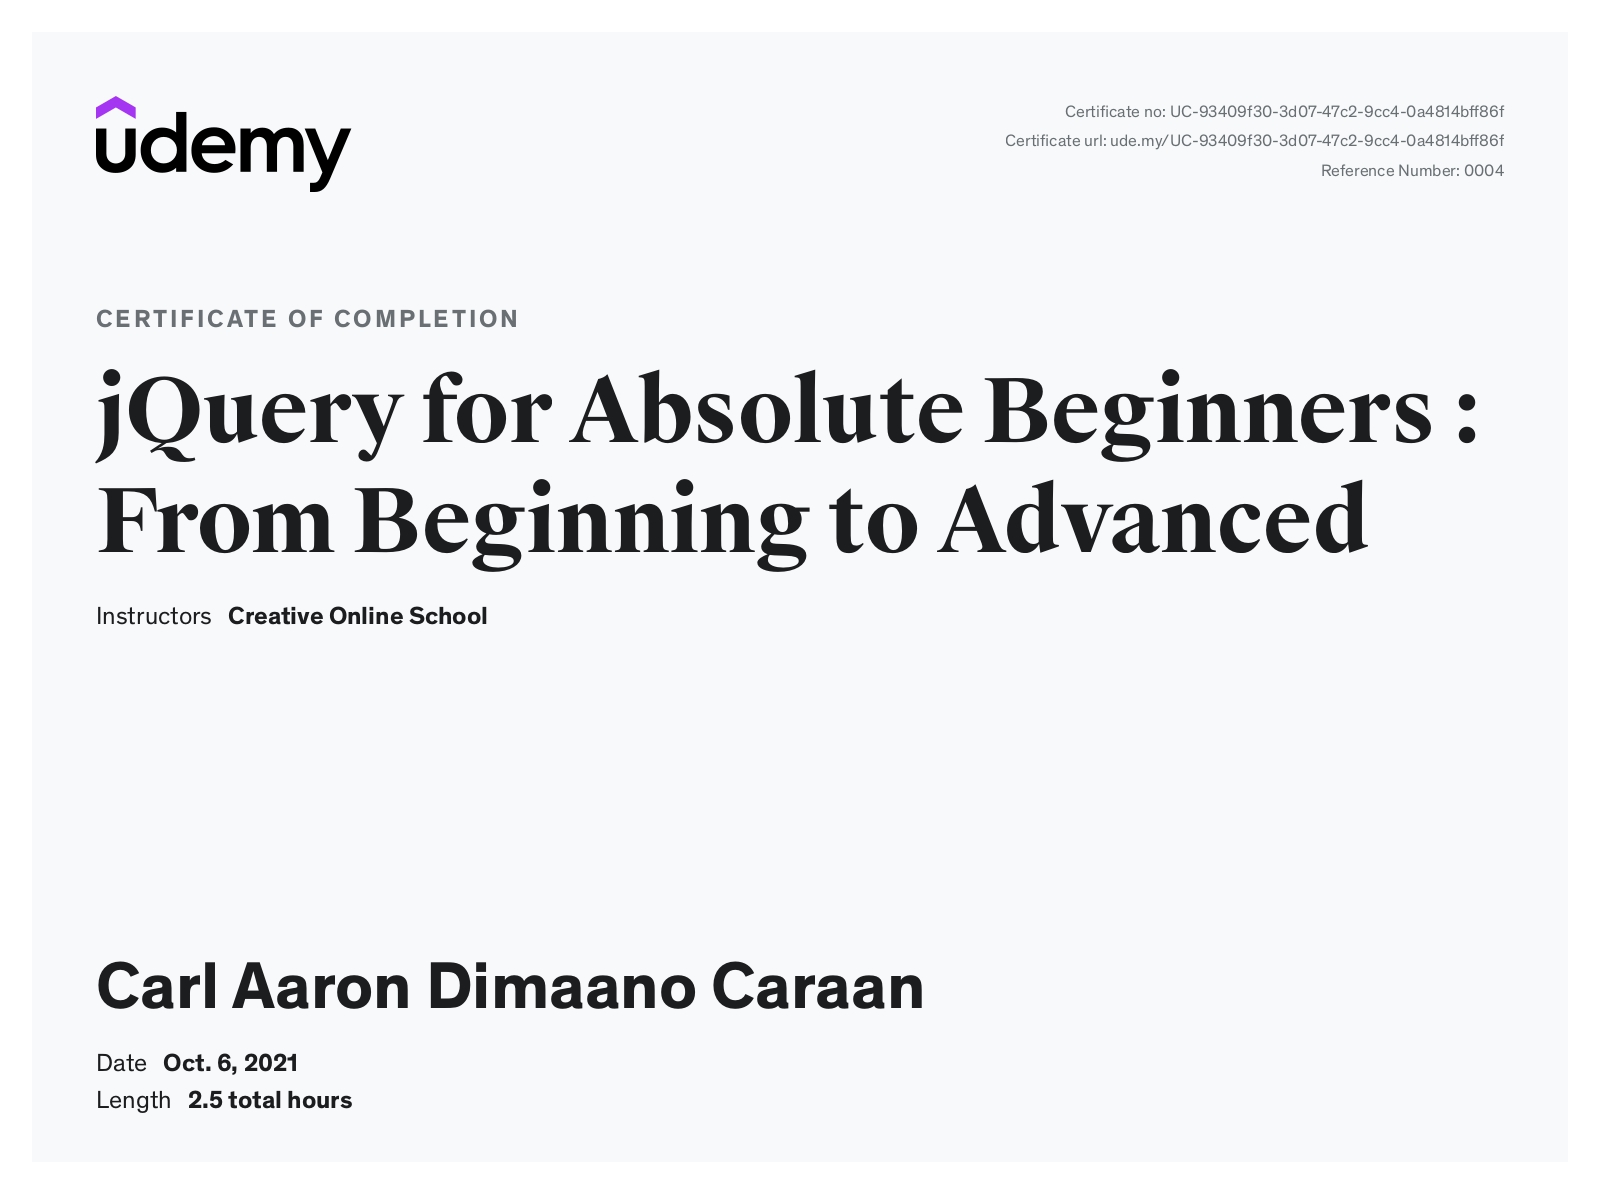 udemy
Certificate no: UC-93409f30-3d07-47c2-9cc4-0a4814bff86f
Certificate url: ude.my/UC-93409f30-3d07-47c2-9cc4-0a4814bff86f
Reference Number: 0004
CERTIFICATE OF COMPLETION
jQuery for Absolute Beginners :
From Beginning to Advanced
Instructors Creative Online School
Carl Aaron Dimaano Caraan
Date Oct. 6, 2021
Length 2.5 total hours